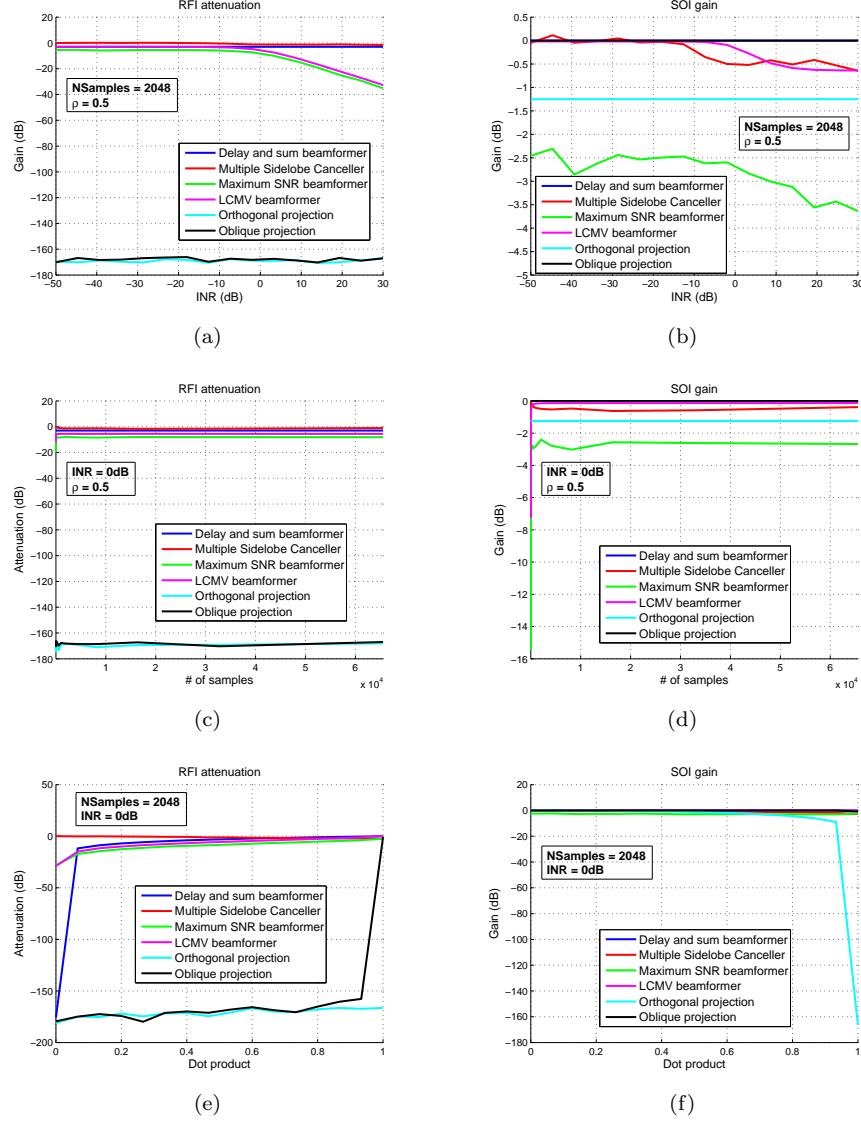 RFI attenuation
20
0
−20
−40
−60
−80
−100
−120
−140
−160
−180
Gain (dB)
NSamples = 2048
ρ = 0.5
Delay and sum beamformer
Multiple Sidelobe Canceller
Maximum SNR beamformer
LCMV beamformer
Orthogonal projection
Oblique projection
−50 −40 −30 −20 −10 0 10 20 30
INR (dB)
(a)
SOI gain
0.5
0
−0.5
−1
−1.5
−2
−2.5
−3
−3.5
−4
−4.5
−5
Gain (dB)
NSamples = 2048
ρ = 0.5
Delay and sum beamformer
Multiple Sidelobe Canceller
Maximum SNR beamformer
LCMV beamformer
Orthogonal projection
Oblique projection
−50 −40 −30 −20 −10 0 10 20 30
INR (dB)
(b)
RFI attenuation
20
0
−20
−40
−60
−80
−100
−120
−140
−160
−180
Attenuation (dB)
INR = 0dB
ρ = 0.5
Delay and sum beamformer
Multiple Sidelobe Canceller
Maximum SNR beamformer
LCMV beamformer
Orthogonal projection
Oblique projection
1 2 3 4 5 6
# of samples
x 10^4
(c)
SOI gain
0
−2
−4
−6
−8
−10
−12
−14
−16
Gain (dB)
INR = 0dB
ρ = 0.5
Delay and sum beamformer
Multiple Sidelobe Canceller
Maximum SNR beamformer
LCMV beamformer
Orthogonal projection
Oblique projection
1 2 3 4 5 6
# of samples
x 10^4
(d)
RFI attenuation
50
0
−50
−100
−150
−200
Attenuation (dB)
NSamples = 2048
INR = 0dB
Delay and sum beamformer
Multiple Sidelobe Canceller
Maximum SNR beamformer
LCMV beamformer
Orthogonal projection
Oblique projection
0 0.2 0.4 0.6 0.8 1
Dot product
(e)
SOI gain
20
0
−20
−40
−60
−80
−100
−120
−140
−160
−180
Gain (dB)
NSamples = 2048
INR = 0dB
Delay and sum beamformer
Multiple Sidelobe Canceller
Maximum SNR beamformer
LCMV beamformer
Orthogonal projection
Oblique projection
0 0.2 0.4 0.6 0.8 1
Dot product
(f)